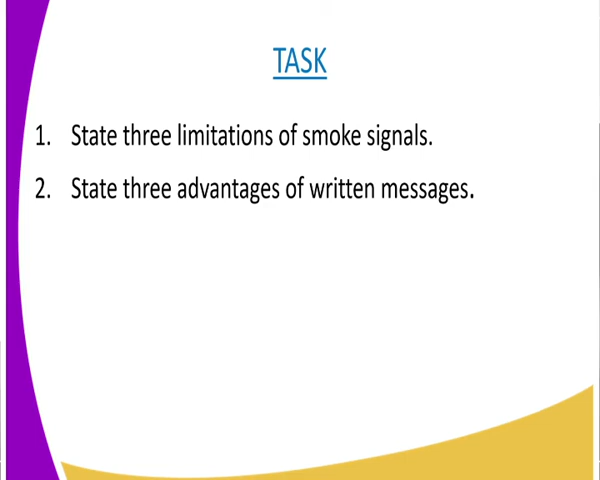 TASK
1. State three limitations of smoke signals.
2. State three advantages of written messages.